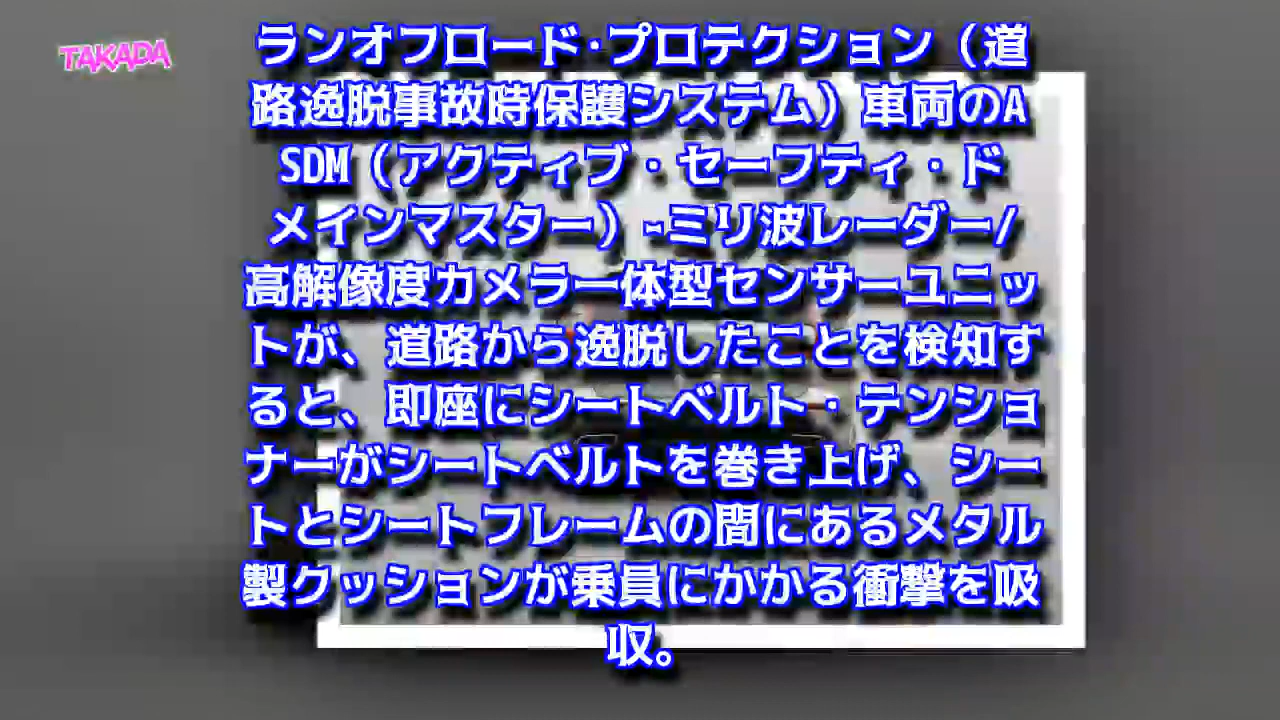 TAKADA
ランオフロード・プロテクション（道
路逸脱事故時保護システム）車両のA
SDM（アクティブ・セーフティ・ド
メインマスター）-ミリ波レーダー/
高解像度カメラ一体型センサーユニッ
トが、道路から逸脱したことを検知す
ると、即座にシートベルト・テンショ
ナーがシートベルトを巻き上げ、シー
トとシートフレームの間にあるメタル
製クッションが乗員にかかる衝撃を吸
収。